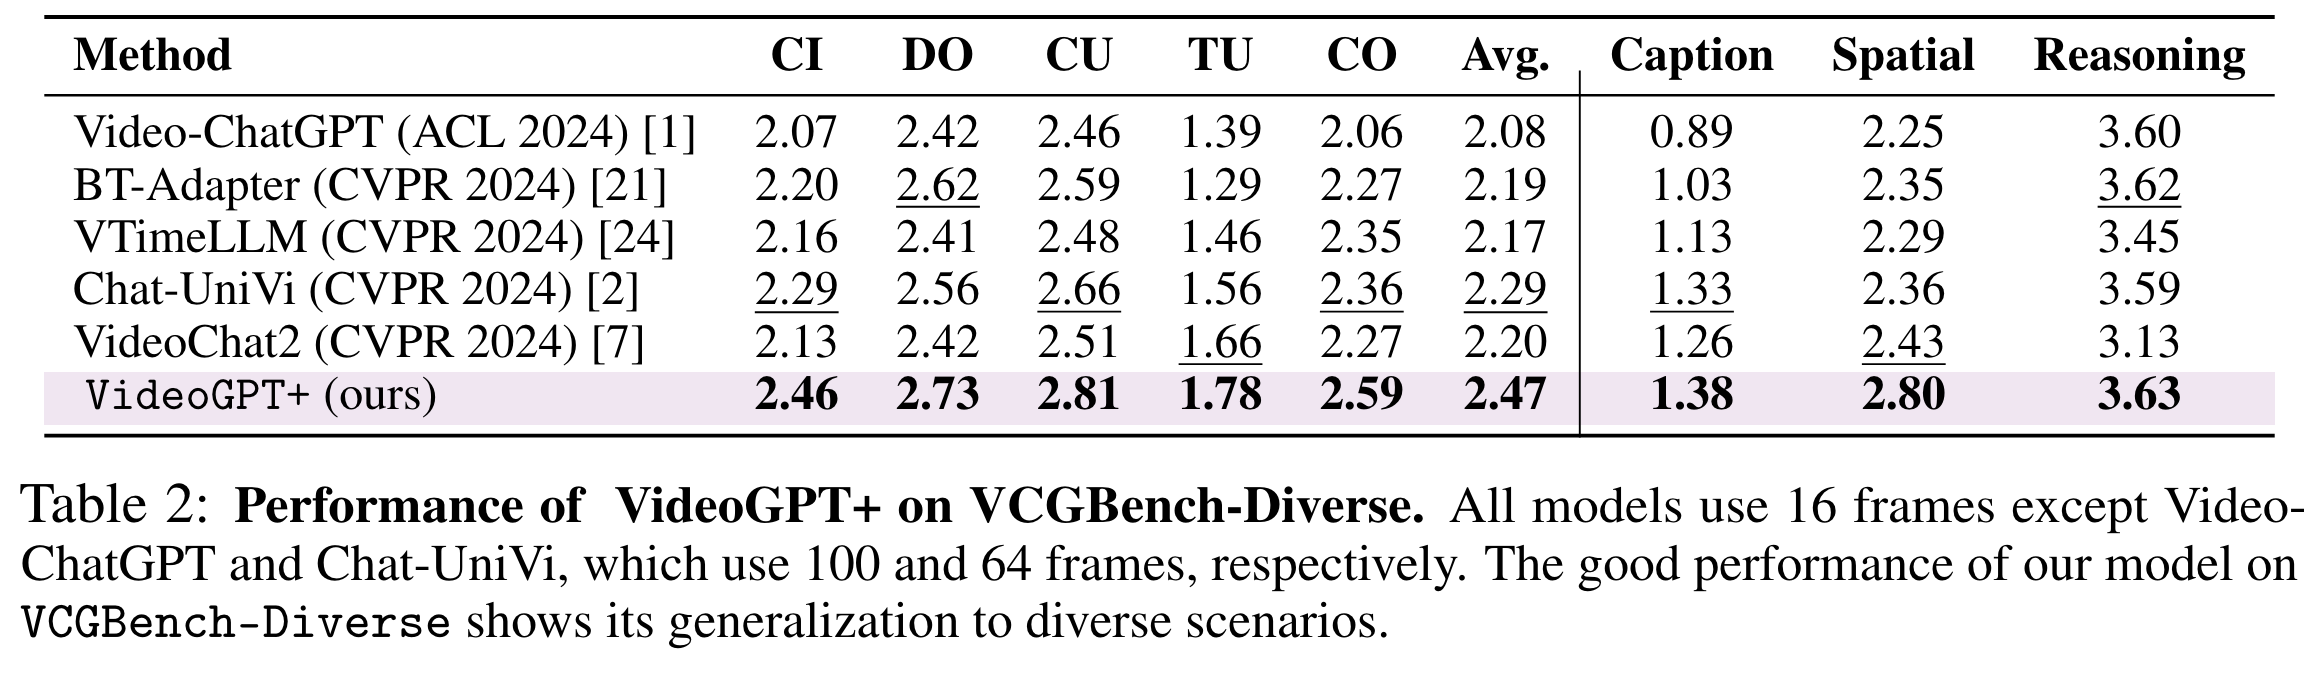 Method CI DO CU TU CO Avg. Caption Spatial Reasoning
Video-ChatGPT (ACL 2024) [1] 2.07 2.42 2.46 1.39 2.06 2.08 0.89 2.25 3.60
BT-Adapter (CVPR 2024) [21] 2.20 2.62 2.59 1.29 2.27 2.19 1.03 2.35 3.62
VTimeLLM (CVPR 2024) [24] 2.16 2.41 2.48 1.46 2.35 2.17 1.13 2.29 3.45
Chat-UniVi (CVPR 2024) [2] 2.29 2.56 2.66 1.56 2.36 2.29 1.33 2.36 3.59
VideoChat2 (CVPR 2024) [7] 2.13 2.42 2.51 1.66 2.27 2.20 1.26 2.43 3.13
VideoGPT+ (ours) 2.46 2.73 2.81 1.78 2.59 2.47 1.38 2.80 3.63
Table 2: Performance of VideoGPT+ on VCGBench-Diverse. All models use 16 frames except Video-
ChatGPT and Chat-UniVi, which use 100 and 64 frames, respectively. The good performance of our model on
VCGBench-Diverse shows its generalization to diverse scenarios.